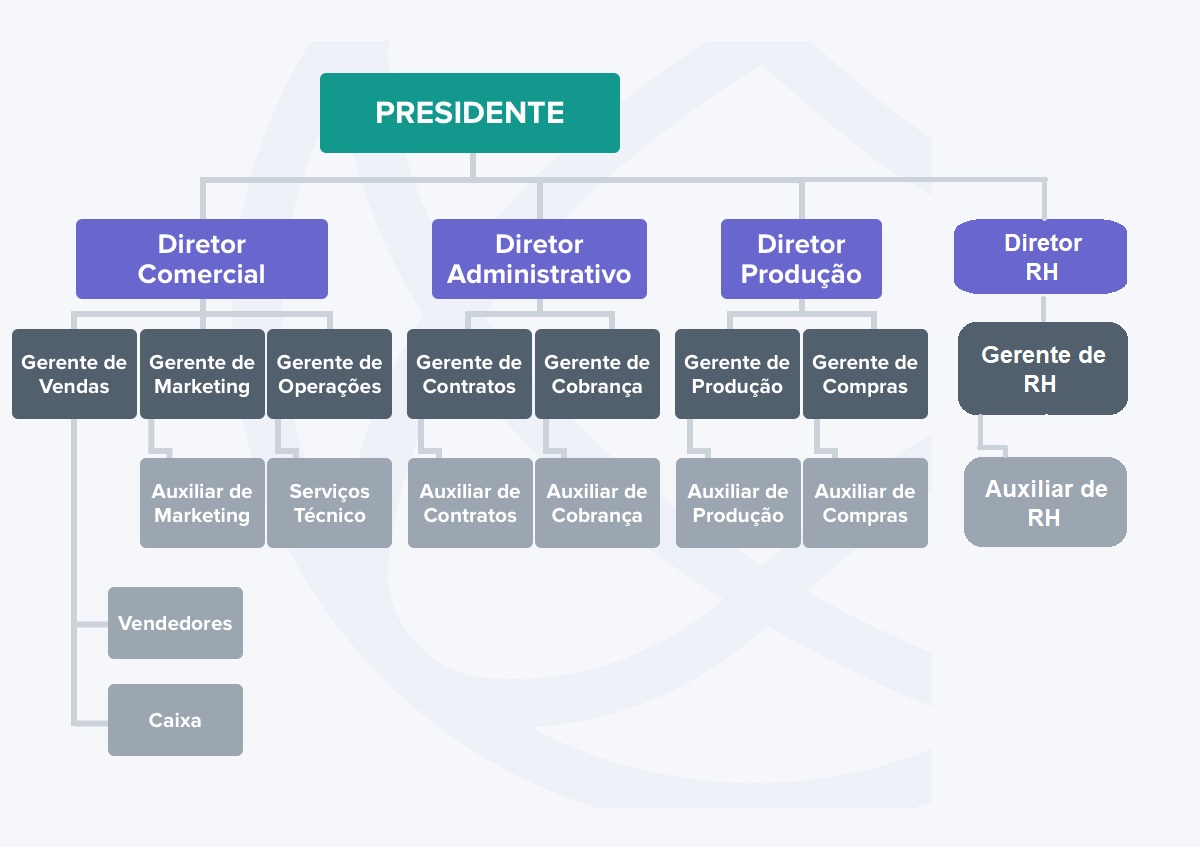 PRESIDENTE
Diretor
Comercial
Diretor
Administrativo
Diretor
Produção
Diretor
RH
Gerente de
Vendas
Gerente de
Marketing
Gerente de
Operações
Gerente de
Contratos
Gerente de
Cobrança
Gerente de
Produção
Gerente de
Compras
Gerente de
RH
Auxiliar de
Marketing
Serviços
Técnico
Auxiliar de
Contratos
Auxiliar de
Cobrança
Auxiliar de
Produção
Auxiliar de
Compras
Auxiliar de
RH
Vendedores
Caixa